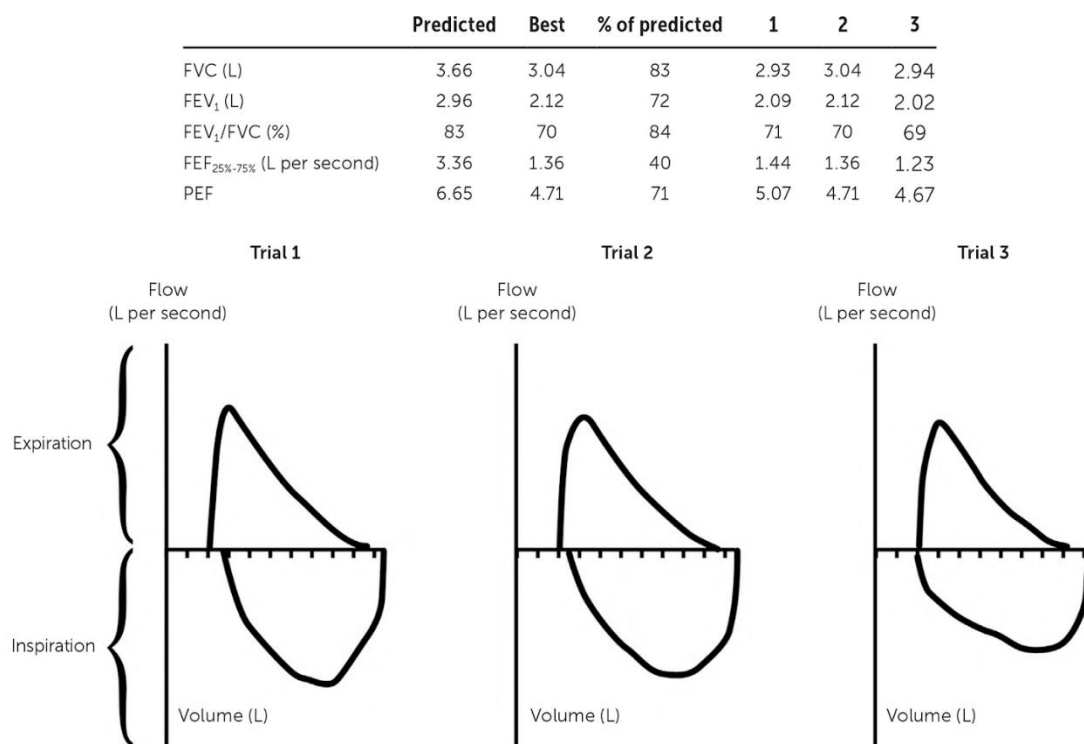 Predicted Best % of predicted 1 2 3
FVC (L) 3.66 3.04 83 2.93 3.04 2.94
FEV₁ (L) 2.96 2.12 72 2.09 2.12 2.02
FEV₁/FVC (%) 83 70 84 71 70 69
FEF₂₅%-₇₅% (L per second) 3.36 1.36 40 1.44 1.36 1.23
PEF 6.65 4.71 71 5.07 4.71 4.67
Trial 1 Trial 2 Trial 3
Flow Flow Flow
(L per second) (L per second) (L per second)
Expiration
Inspiration
Volume (L) Volume (L) Volume (L)